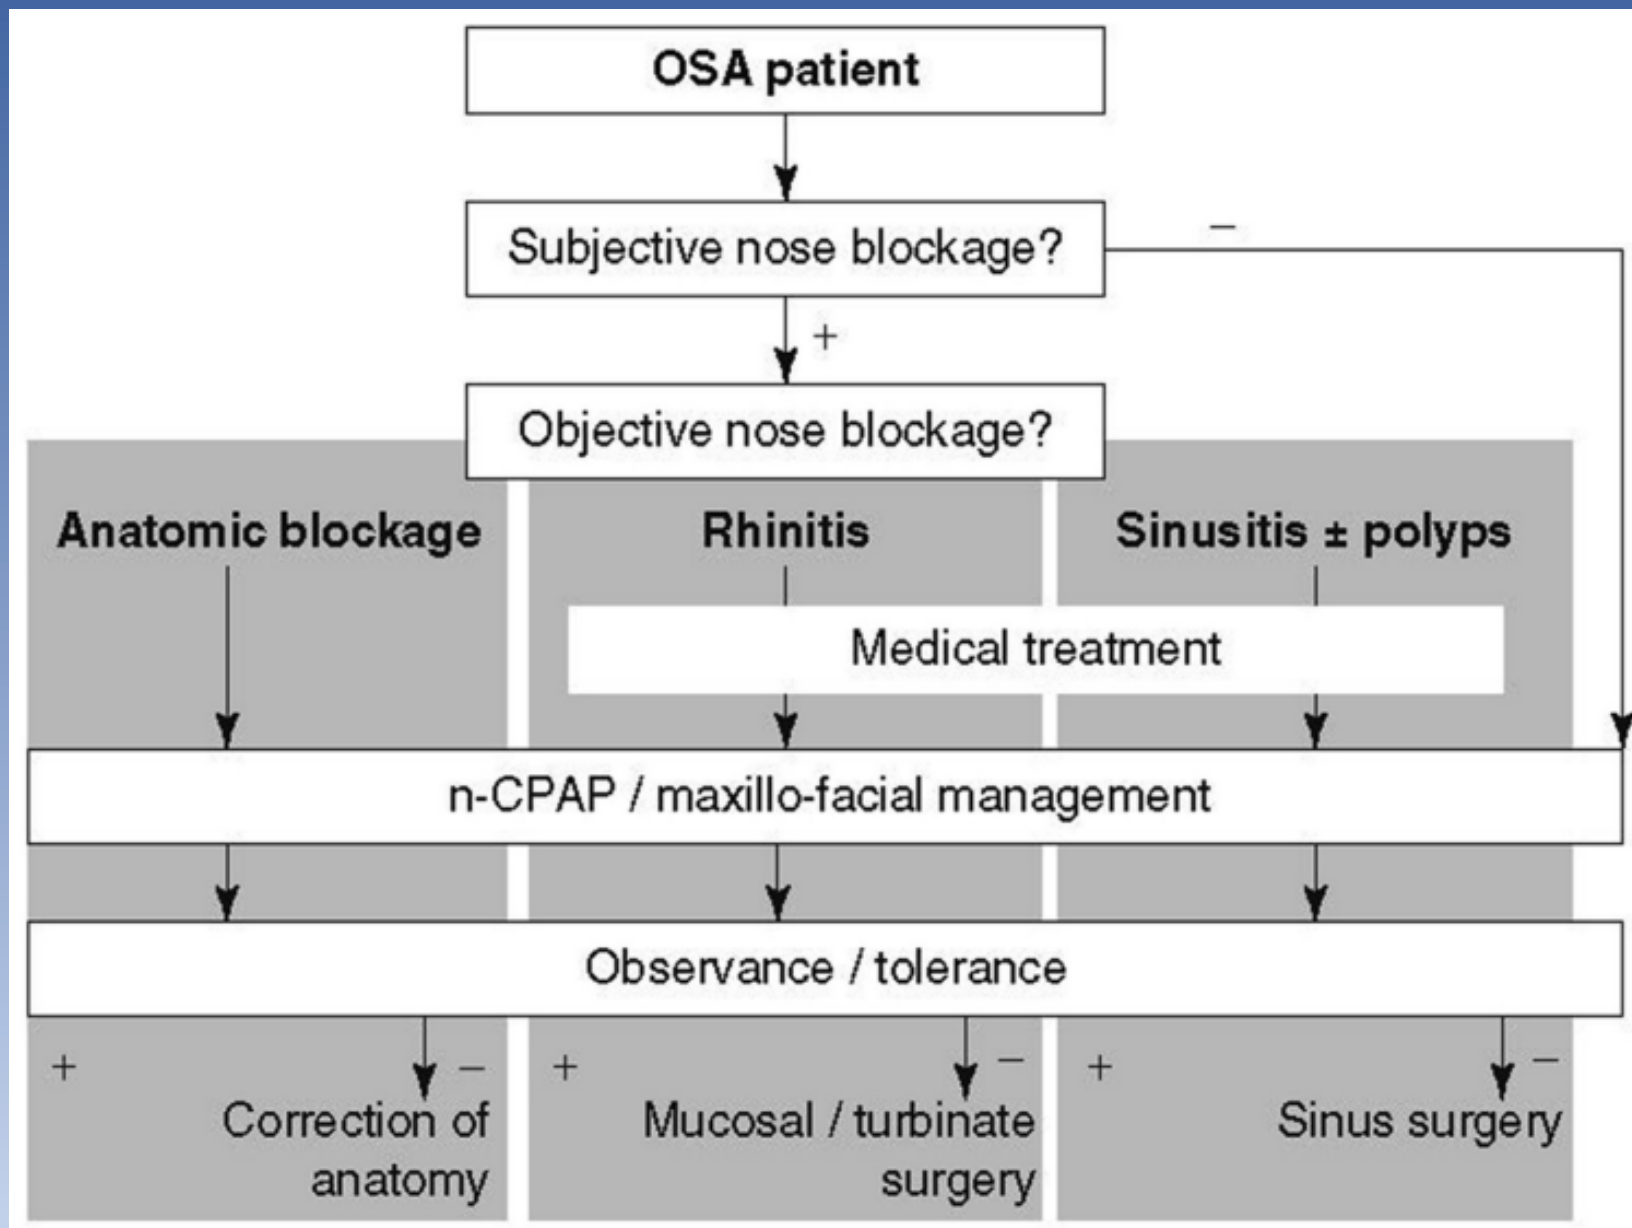 OSA patient
Subjective nose blockage?
–
+
Objective nose blockage?
Anatomic blockage
Rhinitis
Sinusitis ± polyps
Medical treatment
n-CPAP / maxillo-facial management
Observance / tolerance
+
–
+
–
+
–
Correction of
anatomy
Mucosal / turbinate
surgery
Sinus surgery